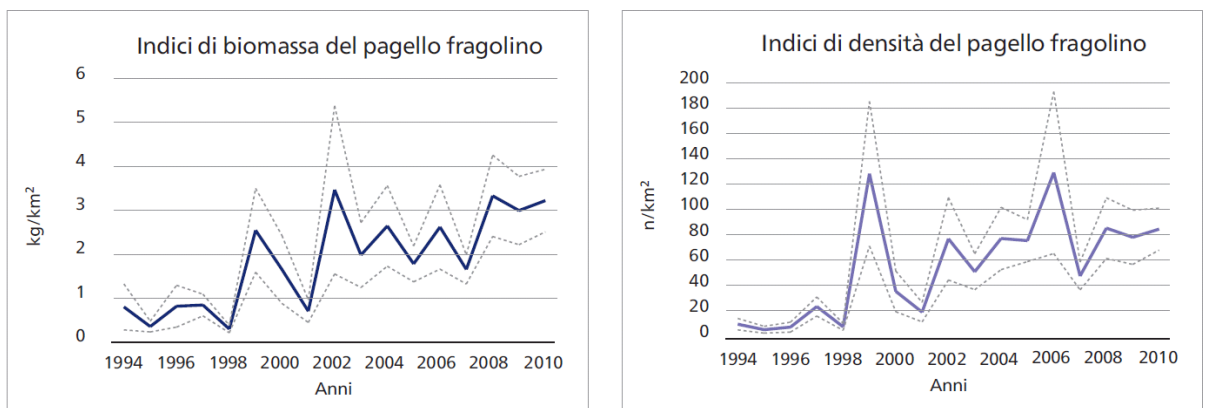 Indici di biomassa del pagello fragolino
6
5
4
3
2
1
0
kg/km²
1994 1996 1998 2000 2002 2004 2006 2008 2010
Anni
Indici di densità del pagello fragolino
200
180
160
140
120
100
80
60
40
20
0
n/km²
1994 1996 1998 2000 2002 2004 2006 2008 2010
Anni